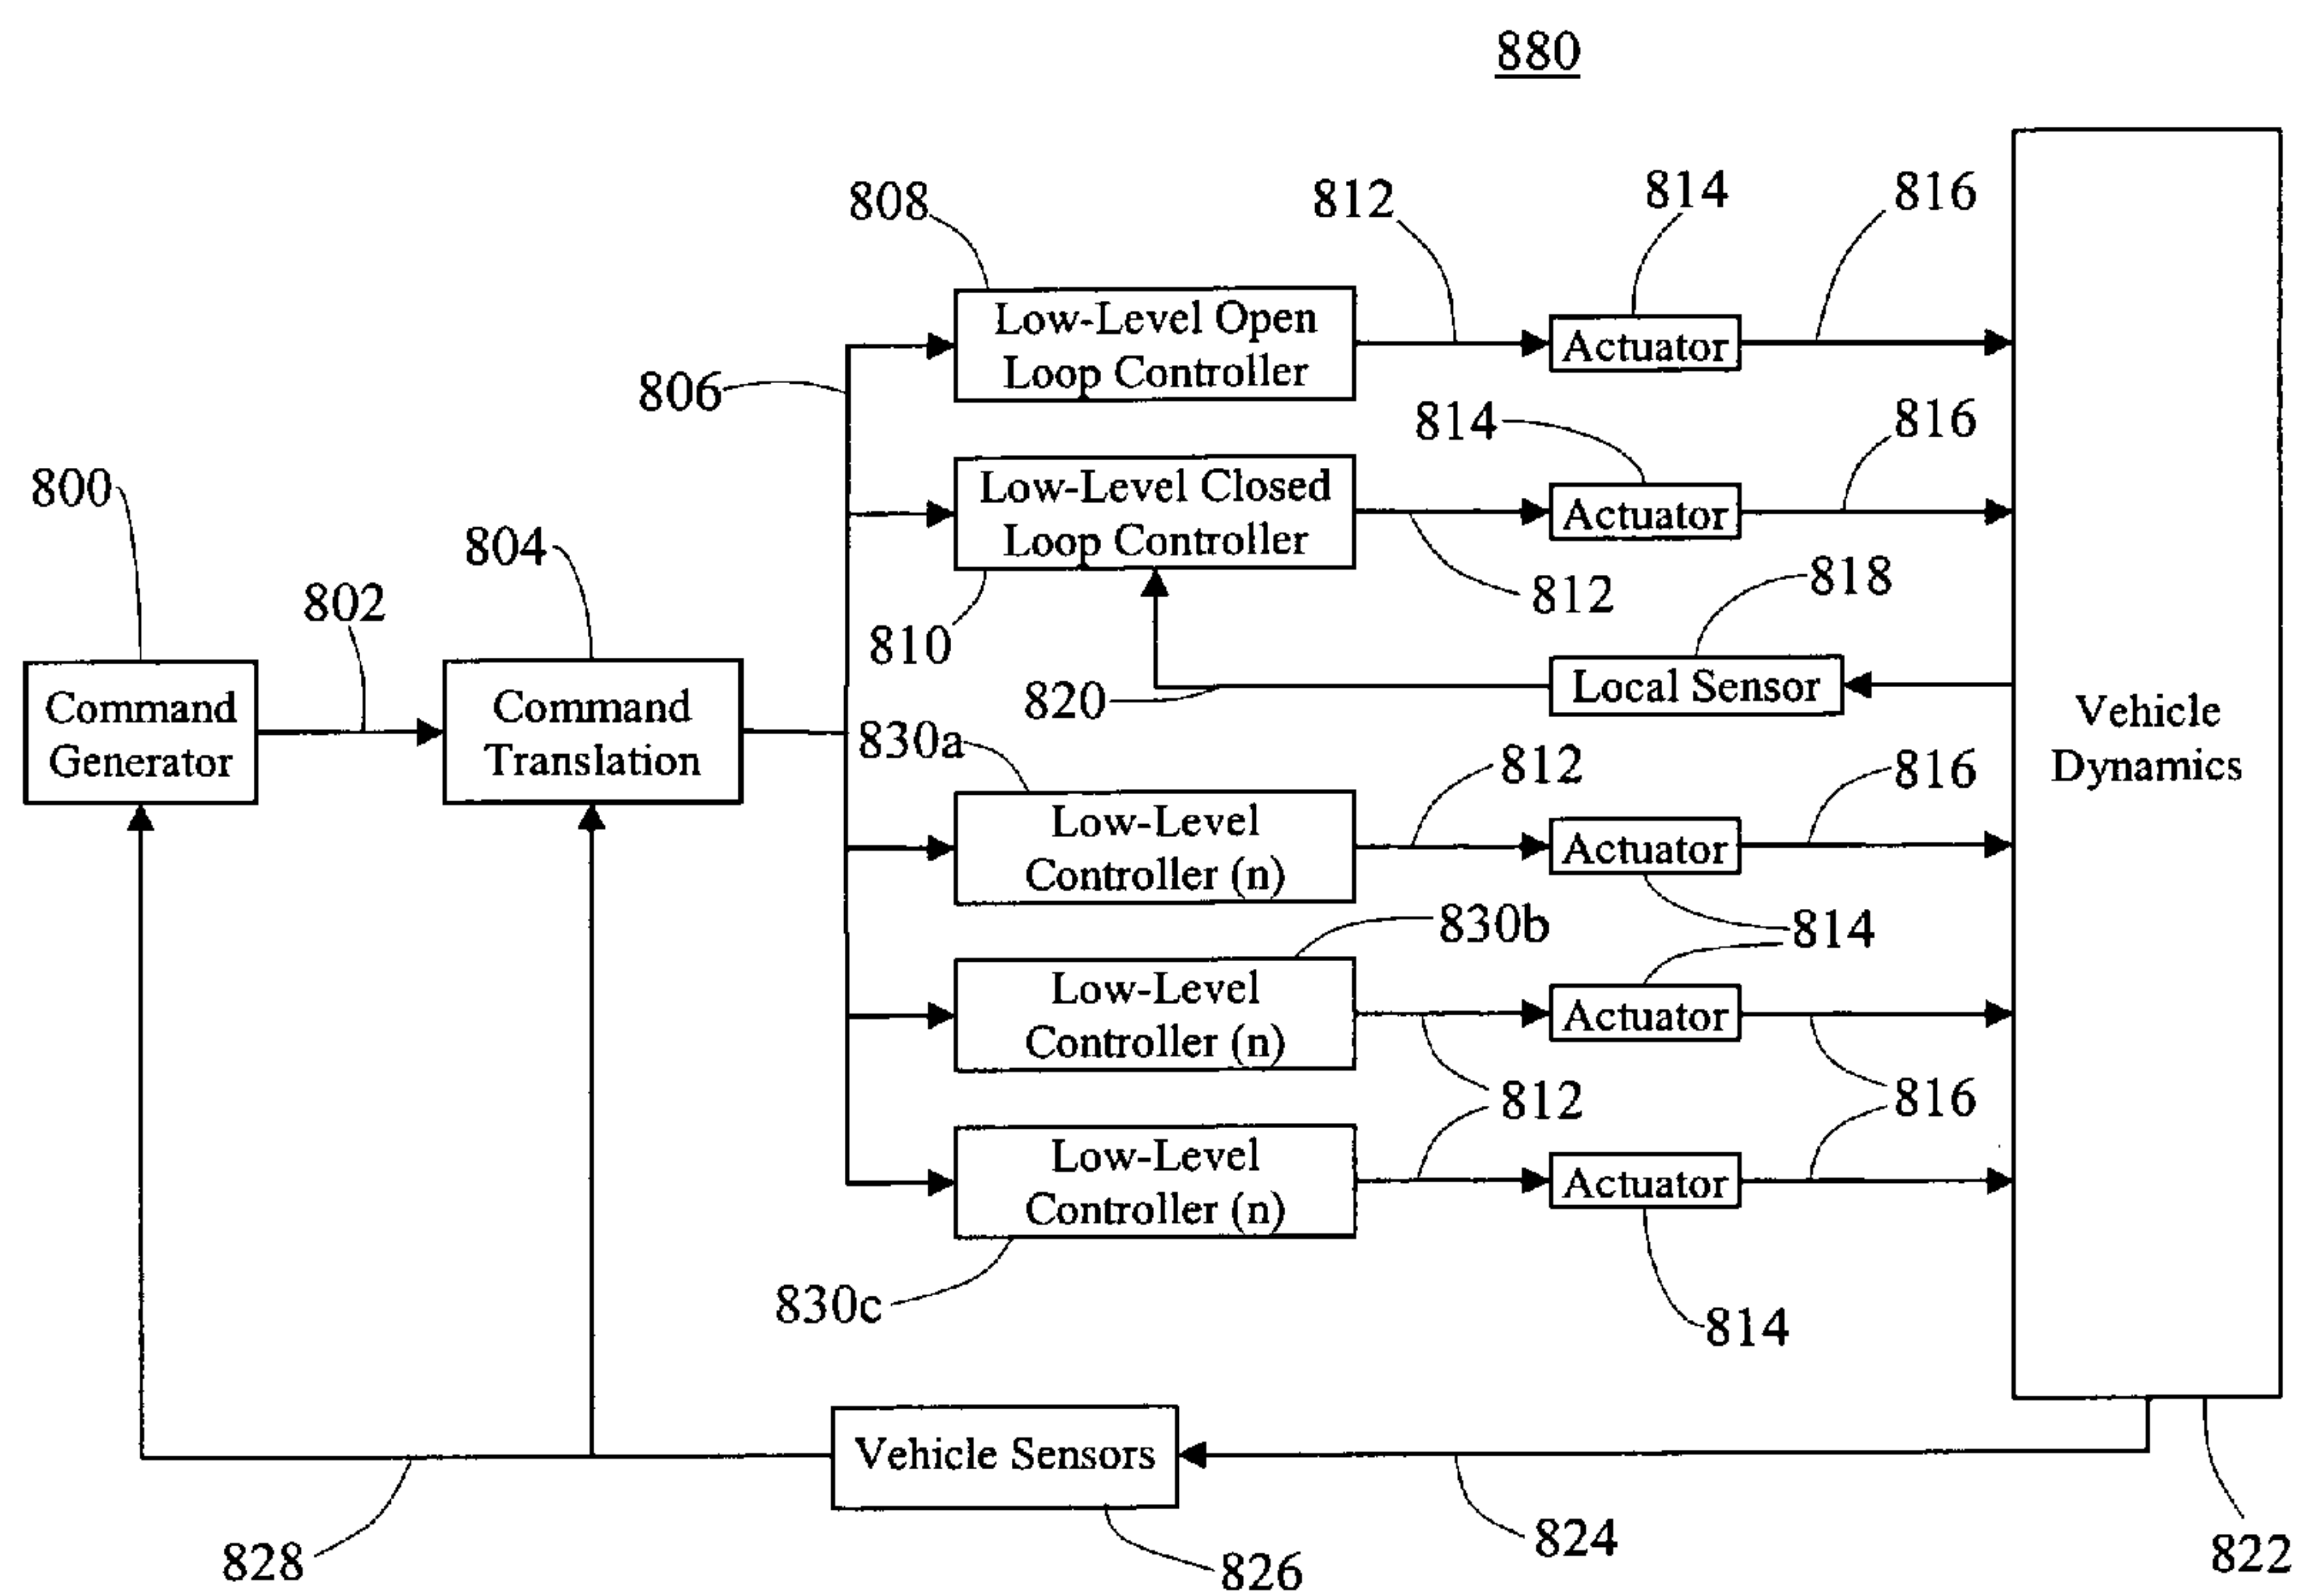 880
808
812
814
816
Low-Level Open
Loop Controller
Actuator
806
814
816
800
Low-Level Closed
Loop Controller
Actuator
804
802
812
818
810
Command
Generator
Command
Translation
820
Local Sensor
Vehicle
Dynamics
830a
812
816
Low-Level
Controller (n)
Actuator
830b
814
Low-Level
Controller (n)
Actuator
812
816
Low-Level
Controller (n)
Actuator
830c
814
Vehicle Sensors
828
826
824
822